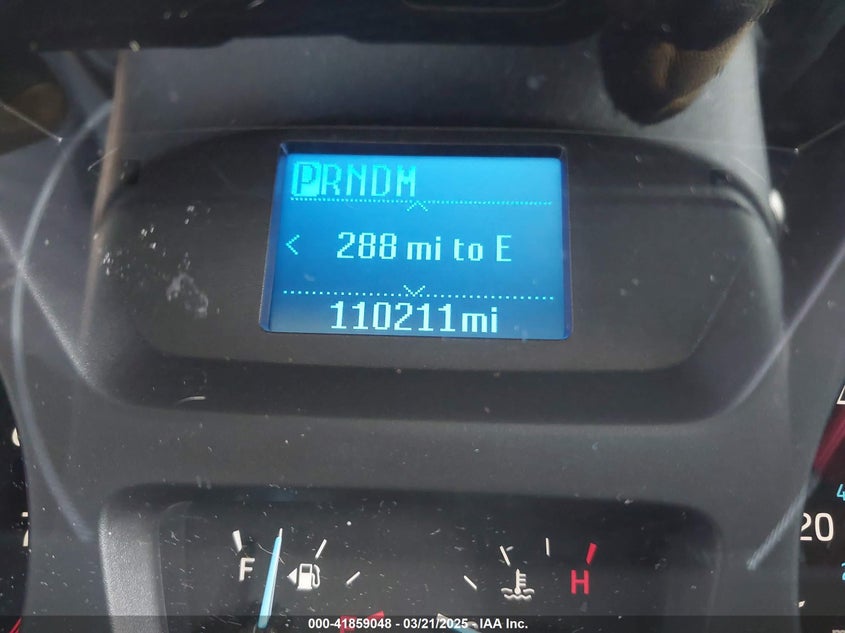 PRNDM
< 288 mi to E
110211mi
F
H
20
000-41859048 - 03/21/2025 - IAA Inc.